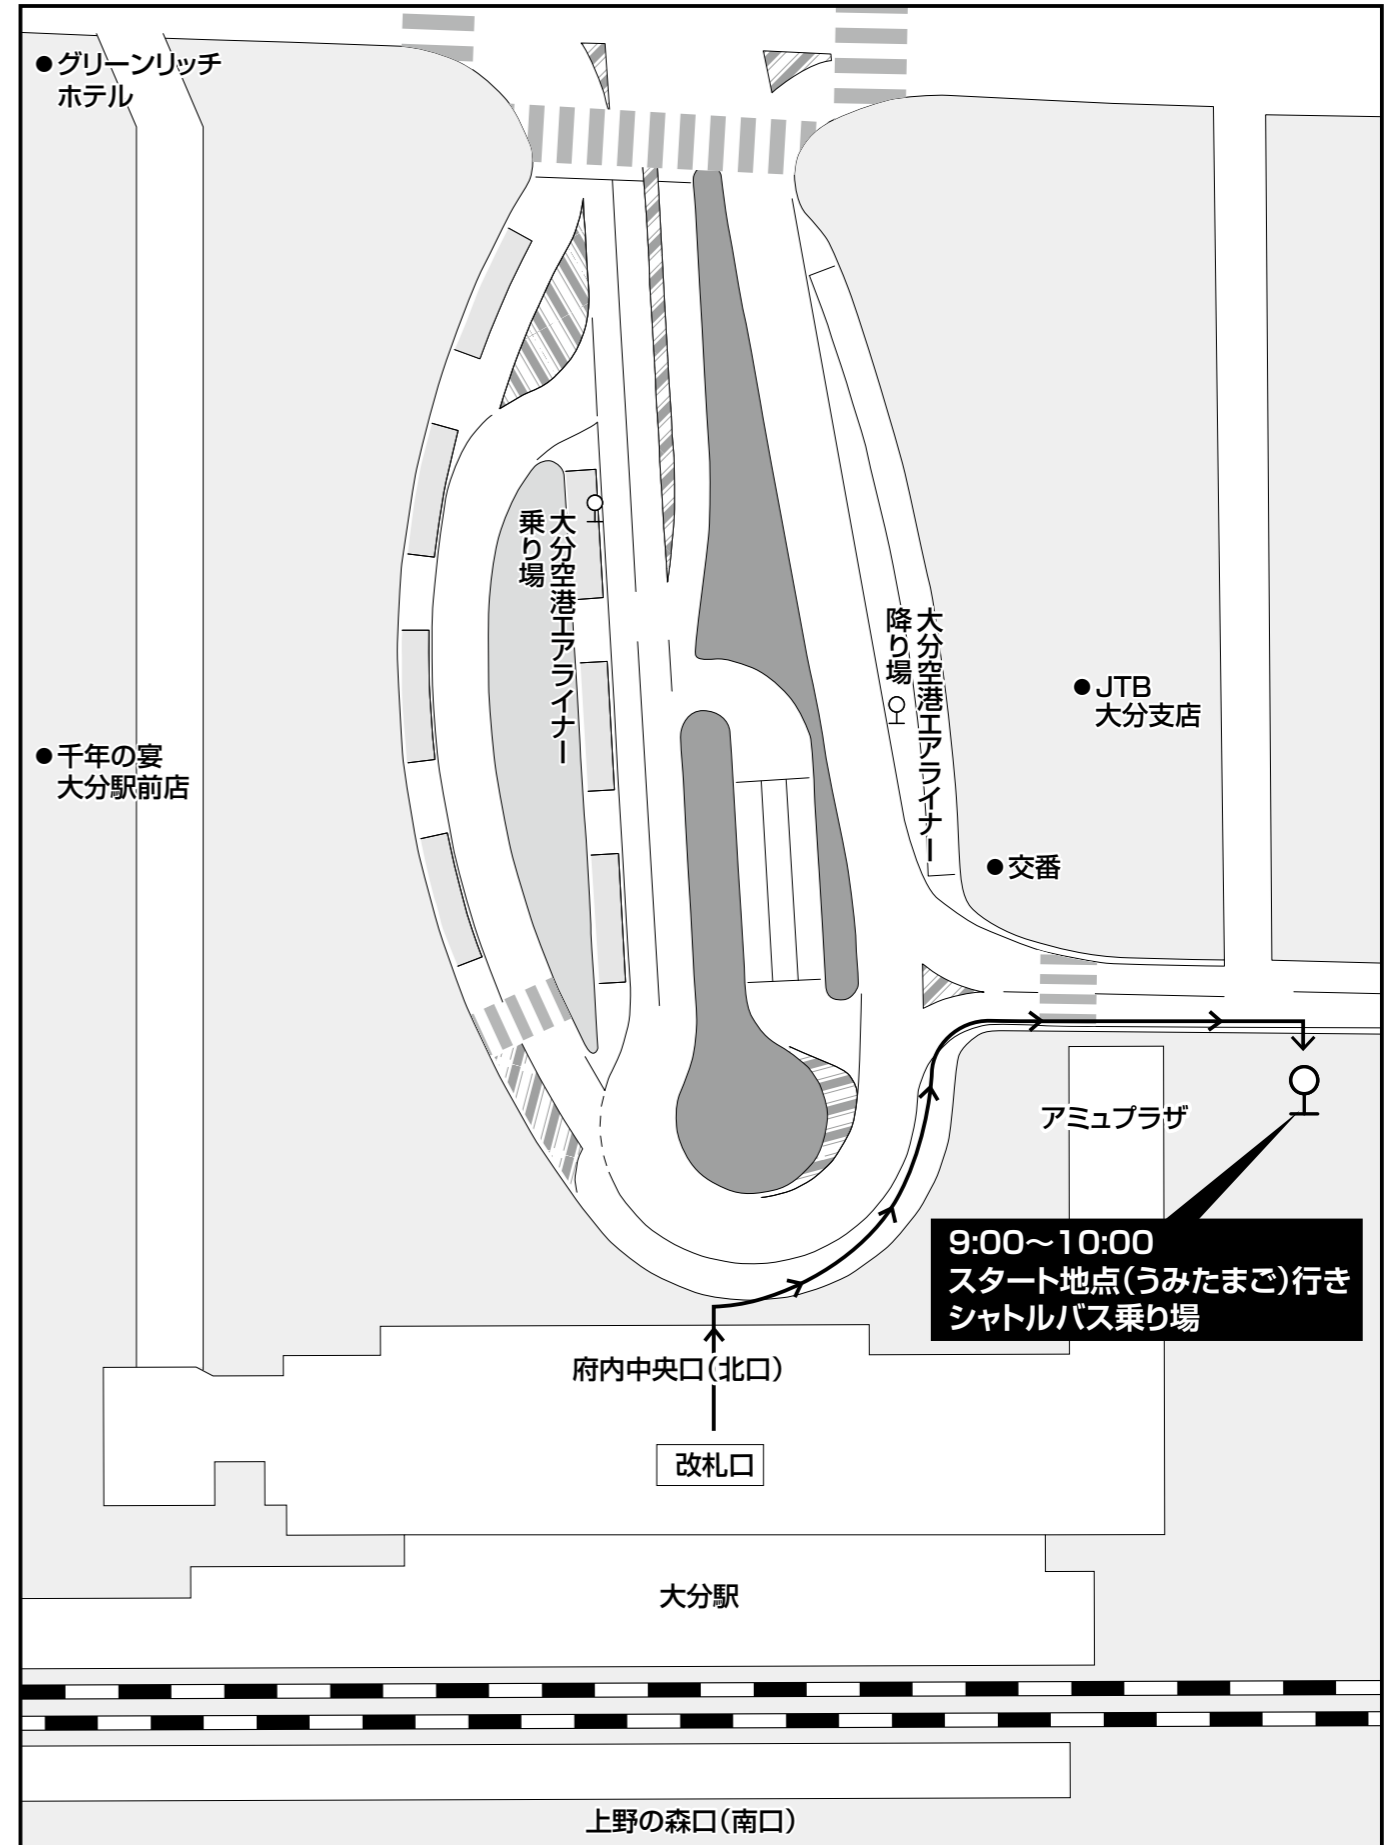 ●グリーンリッチ
ホテル
大分空港エアライナー
乗り場
大分空港エアライナー
降り場
●JTB
大分支店
●千年の宴
大分駅前店
●交番
アミュプラザ
9:00〜10:00
スタート地点（うみたまご）行き
シャトルバス乗り場
府内中央口（北口）
改札口
大分駅
上野の森口（南口）